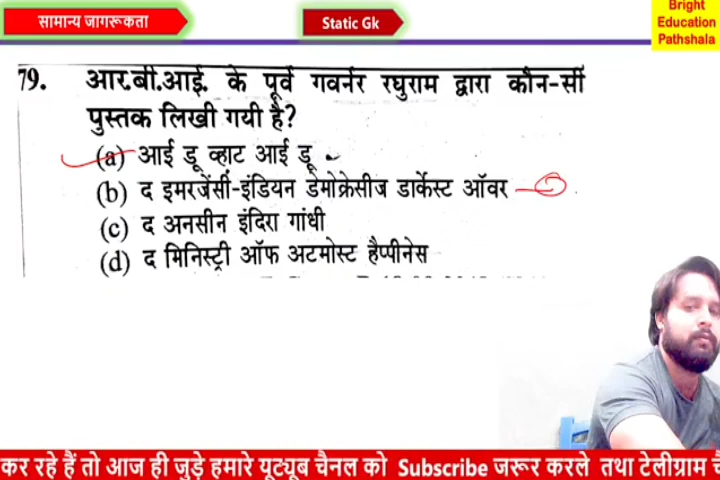 सामान्य जागरूकता
Static Gk
Bright
Education
Pathshala
79. आर.बी.आई. के पूर्व गवर्नर रघुराम द्वारा कौन-सी
पुस्तक लिखी गयी है?
(a) आई डू व्हाट आई डू
(b) द इमरजेंसी-इंडियन डेमोक्रेसीज डार्केस्ट ऑवर
(c) द अनसीन इंदिरा गांधी
(d) द मिनिस्ट्री ऑफ अटमोस्ट हैप्पीनेस
कर रहे हैं तो आज ही जुड़े हमारे यूट्यूब चैनल को Subscribe जरूर करले तथा टेलीग्राम